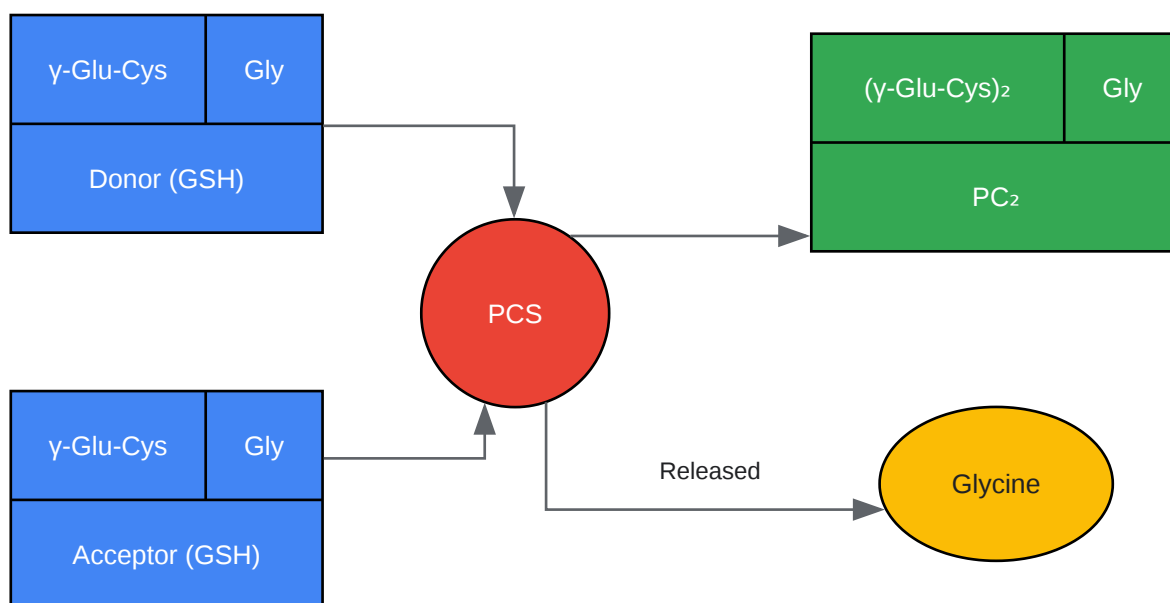 γ-Glu-Cys
Gly
Donor (GSH)
(γ-Glu-Cys)₂
Gly
PC₂
PCS
γ-Glu-Cys
Gly
Acceptor (GSH)
Released
Glycine